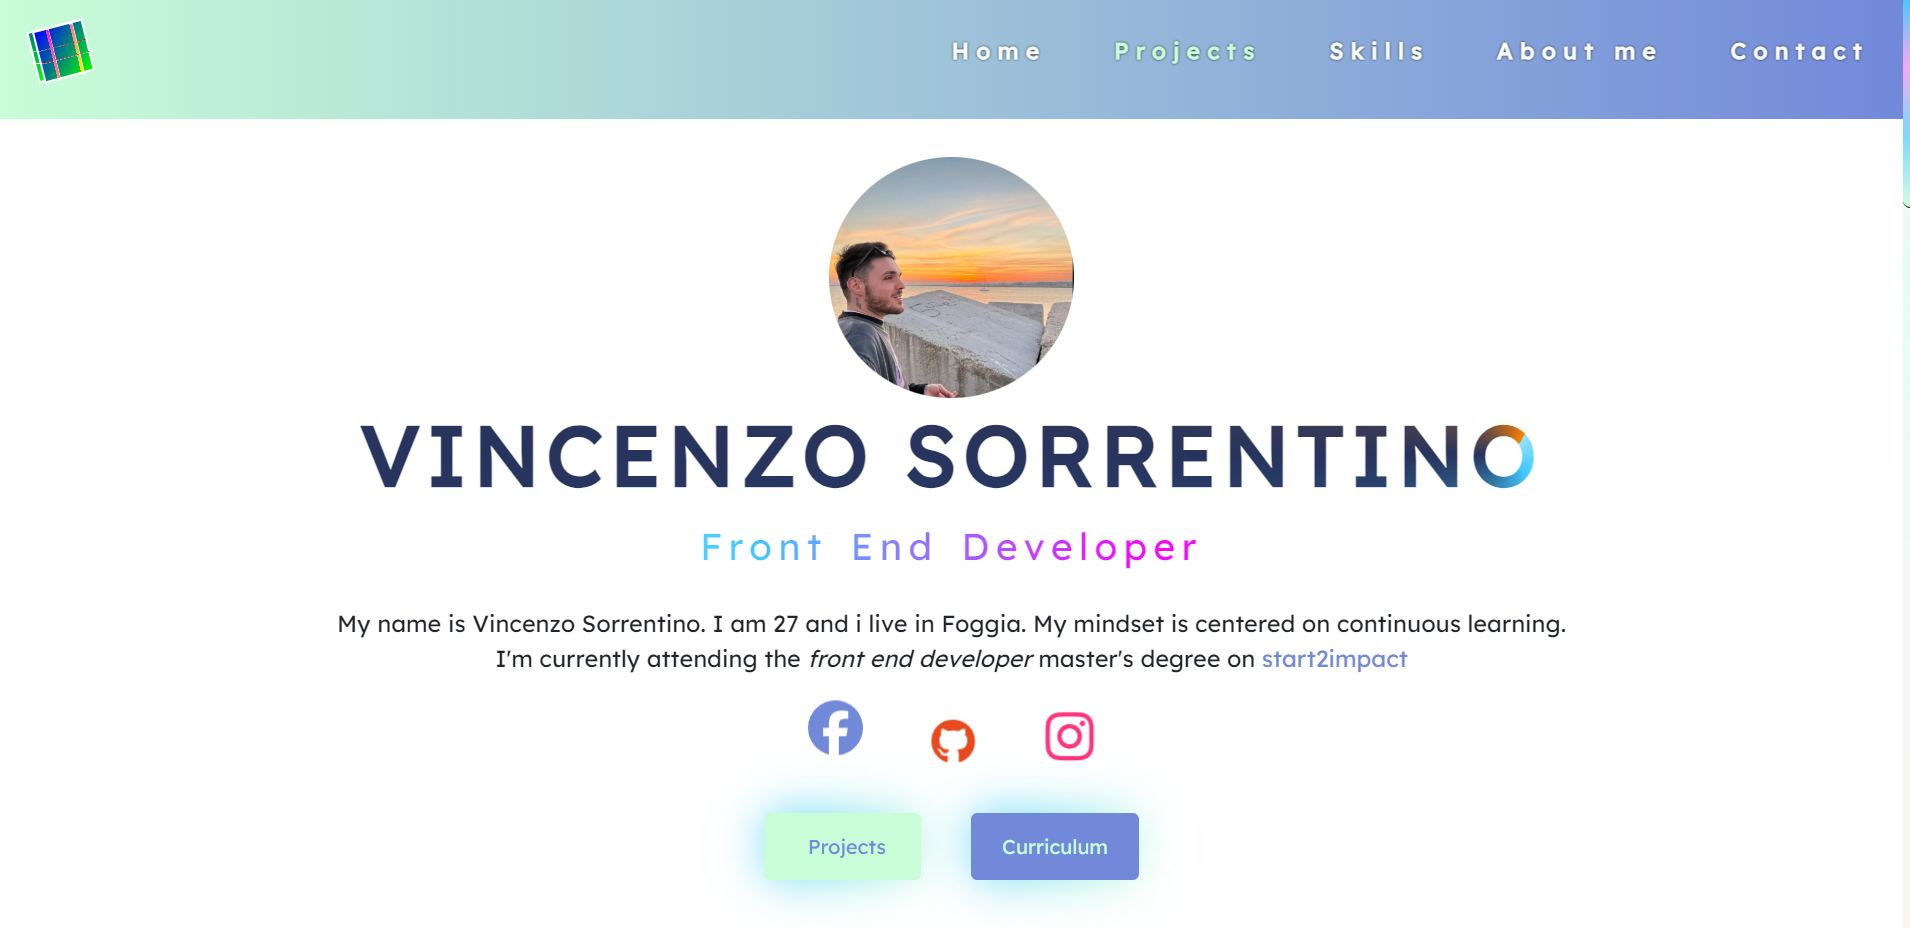 Home Projects Skills About me Contact
VINCENZO SORRENTINO
Front End Developer
My name is Vincenzo Sorrentino. I am 27 and i live in Foggia. My mindset is centered on continuous learning.
I'm currently attending the front end developer master's degree on start2impact
Projects Curriculum